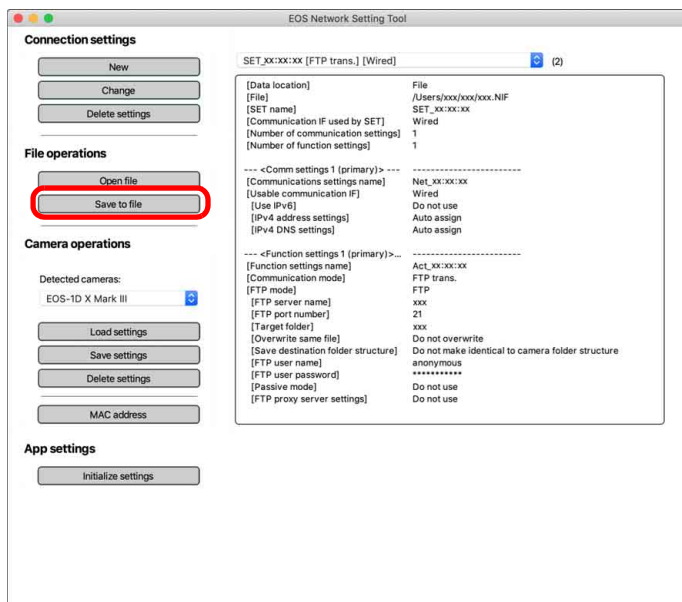 EOS Network Setting Tool
Connection settings
New
Change
Delete settings
File operations
Open file
Save to file
Camera operations
Detected cameras:
EOS-1D X Mark III
Load settings
Save settings
Delete settings
MAC address
App settings
Initialize settings
SET_xx:xx:xx [FTP trans.] [Wired] (2)
[Data location] File
[File] /Users/xxx/xxx/xxx.NIF
[SET name] SET_xx:xx:xx
[Communication IF used by SET] Wired
[Number of communication settings] 1
[Number of function settings] 1
--- <Comm settings 1 (primary)> --- -----------------------
[Communications settings name] Net_xx:xx:xx
[Usable communication IF] Wired
[Use IPv6] Do not use
[IPv4 address settings] Auto assign
[IPv4 DNS settings] Auto assign
--- <Function settings 1 (primary)>... -----------------------
[Function settings name] Act_xx:xx:xx
[Communication mode] FTP trans.
[FTP mode] FTP
[FTP server name] xxx
[FTP port number] 21
[Target folder] xxx
[Overwrite same file] Do not overwrite
[Save destination folder structure] Do not make identical to camera folder structure
[FTP user name] anonymous
[FTP user password] ***********
[Passive mode] Do not use
[FTP proxy server settings] Do not use